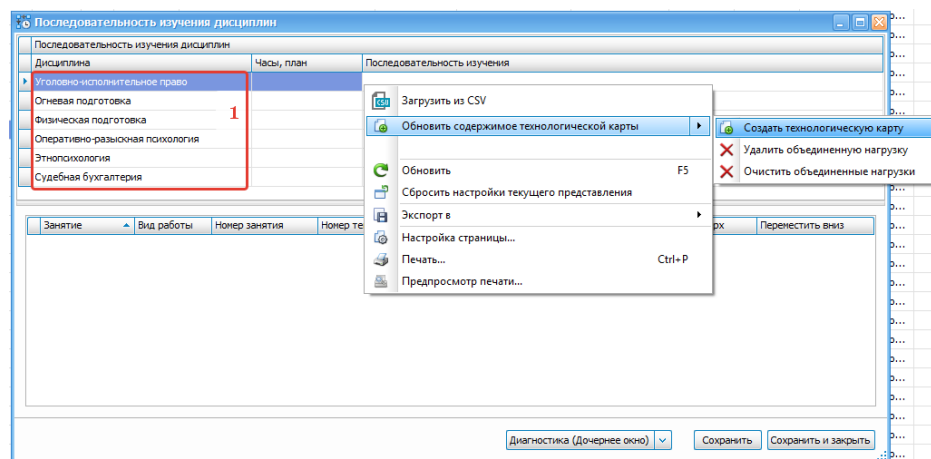 Последовательность изучения дисциплин
Последовательность изучения дисциплин
Дисциплина Часы, план Последовательность изучения
Уголовно-исполнительное право
Огневая подготовка
1
Физическая подготовка
Оперативно-разыскная психология
Этнопсихология
Судебная бухгалтерия
CSV Загрузить из CSV
Обновить содержимое технологической карты
Создать технологическую карту
Удалить объединенную нагрузку
Очистить объединенные нагрузки
Обновить F5
Сбросить настройки текущего представления
Экспорт в
Настройка страницы...
Печать... Ctrl+P
Предпросмотр печати...
Занятие Вид работы Номер занятия Номер те рх Переместить вниз
Диагностика (Дочернее окно) Сохранить Сохранить и закрыть